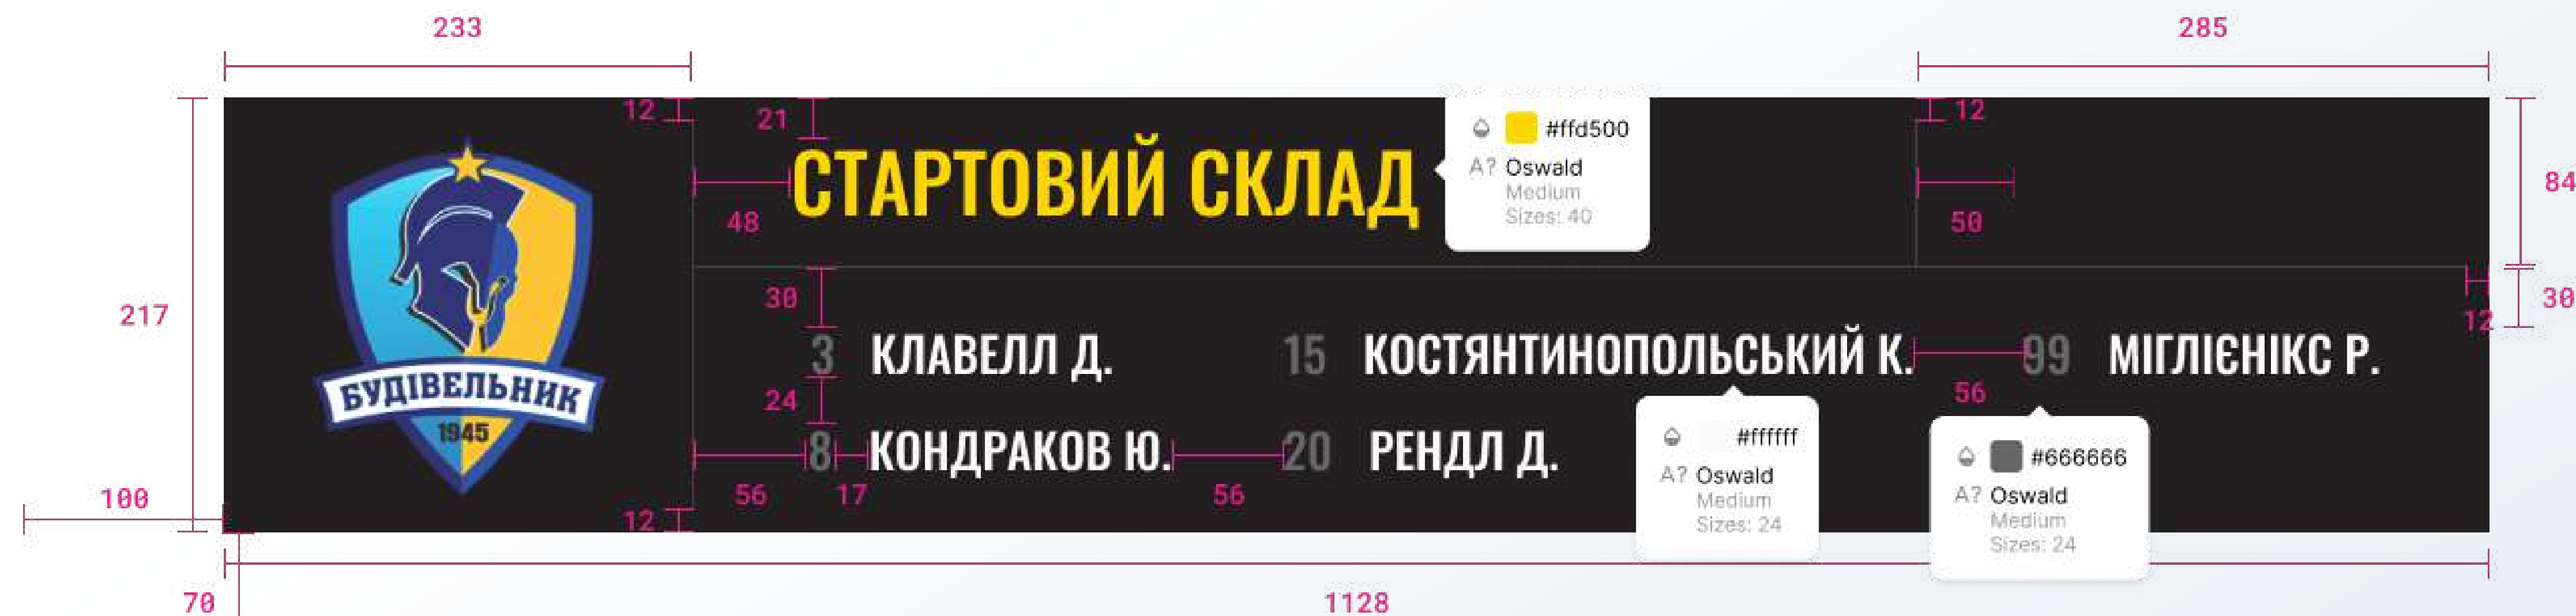 233
285
12
21
#ffd500
12
A? Oswald
Medium
Sizes: 40
СТАРТОВИЙ СКЛАД
84
48
50
217
30
30
12
3 КЛАВЕЛЛ Д.
15 КОСТЯНТИНОПОЛЬСЬКИЙ К.
99 МІГЛІЄНІКС Р.
24
56
БУДІВЕЛЬНИК
1945
8 КОНДРАКОВ Ю.
20 РЕНДЛ Д.
#ffffff
A? Oswald
Medium
Sizes: 24
#666666
A? Oswald
Medium
Sizes: 24
100
56
17
56
12
70
1128